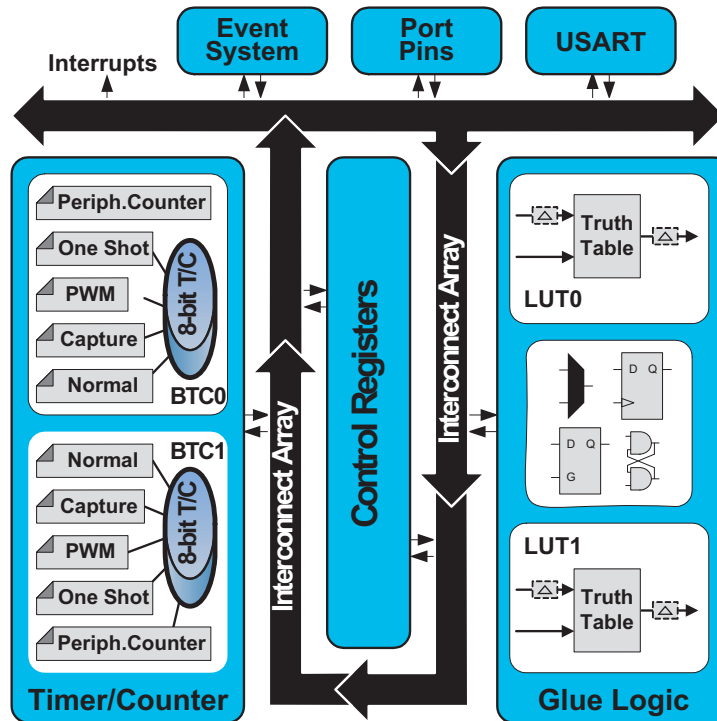 Event
System
Port
Pins
USART
Interrupts
Periph.Counter
One Shot
PWM
Capture
Normal
8-bit T/C
BTC0
BTC1
Normal
Capture
PWM
One Shot
Periph.Counter
8-bit T/C
Timer/Counter
Interconnect Array
Control Registers
Interconnect Array
Truth
Table
LUT0
D Q
D Q
G
LUT1
Truth
Table
Glue Logic